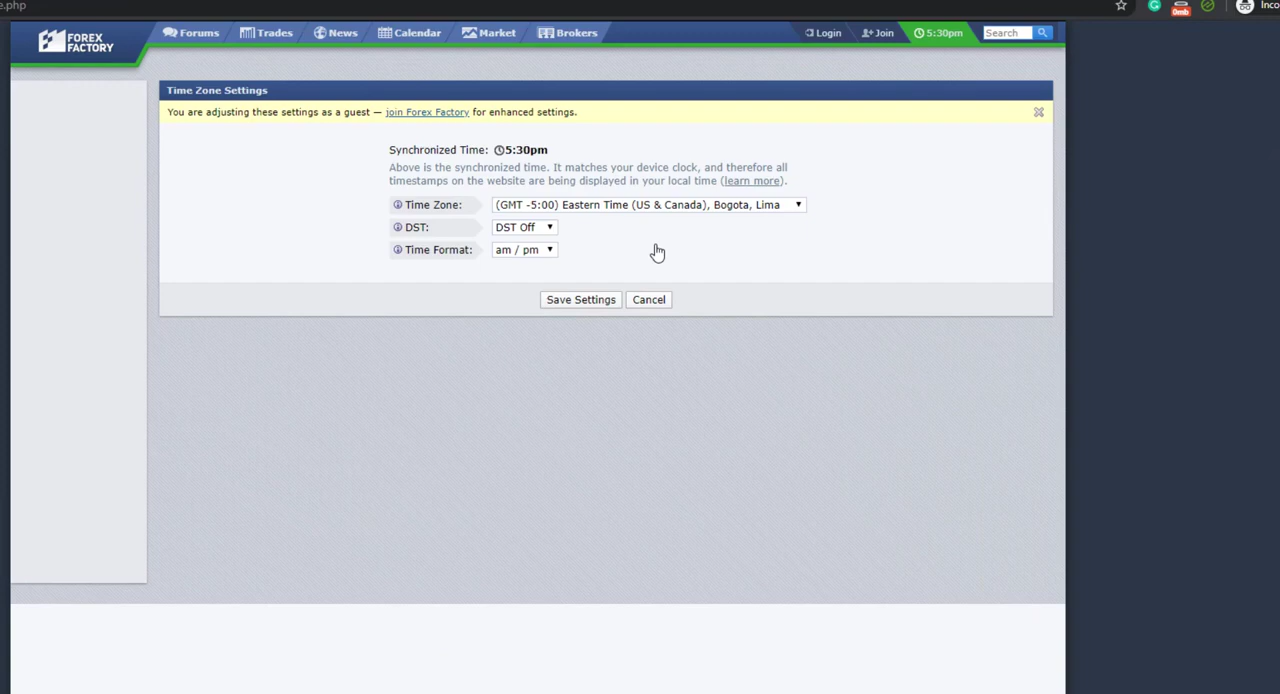 e.php
0mb
Inco
FOREX FACTORY
Forums
Trades
News
Calendar
Market
Brokers
Login
Join
5:30pm
Search
Time Zone Settings
You are adjusting these settings as a guest — join Forex Factory for enhanced settings.
Synchronized Time: 5:30pm
Above is the synchronized time. It matches your device clock, and therefore all
timestamps on the website are being displayed in your local time (learn more).
Time Zone: (GMT -5:00) Eastern Time (US & Canada), Bogota, Lima
DST: DST Off
Time Format: am / pm
Save Settings
Cancel